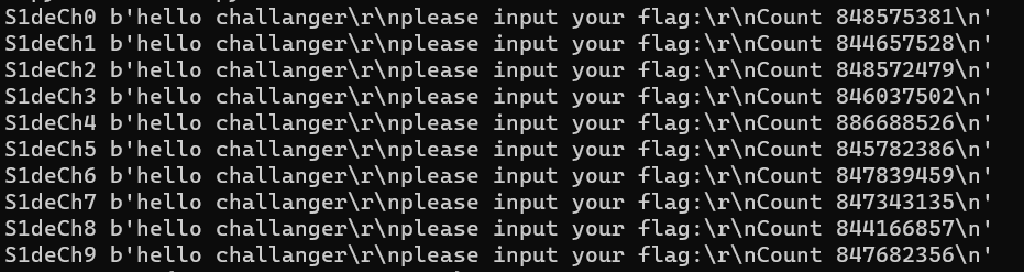 S1deCh0 b'hello challanger\r\nplease input your flag:\r\nCount 848575381\n'
S1deCh1 b'hello challanger\r\nplease input your flag:\r\nCount 844657528\n'
S1deCh2 b'hello challanger\r\nplease input your flag:\r\nCount 848572479\n'
S1deCh3 b'hello challanger\r\nplease input your flag:\r\nCount 846037502\n'
S1deCh4 b'hello challanger\r\nplease input your flag:\r\nCount 886688526\n'
S1deCh5 b'hello challanger\r\nplease input your flag:\r\nCount 845782386\n'
S1deCh6 b'hello challanger\r\nplease input your flag:\r\nCount 847839459\n'
S1deCh7 b'hello challanger\r\nplease input your flag:\r\nCount 847343135\n'
S1deCh8 b'hello challanger\r\nplease input your flag:\r\nCount 844166857\n'
S1deCh9 b'hello challanger\r\nplease input your flag:\r\nCount 847682356\n'